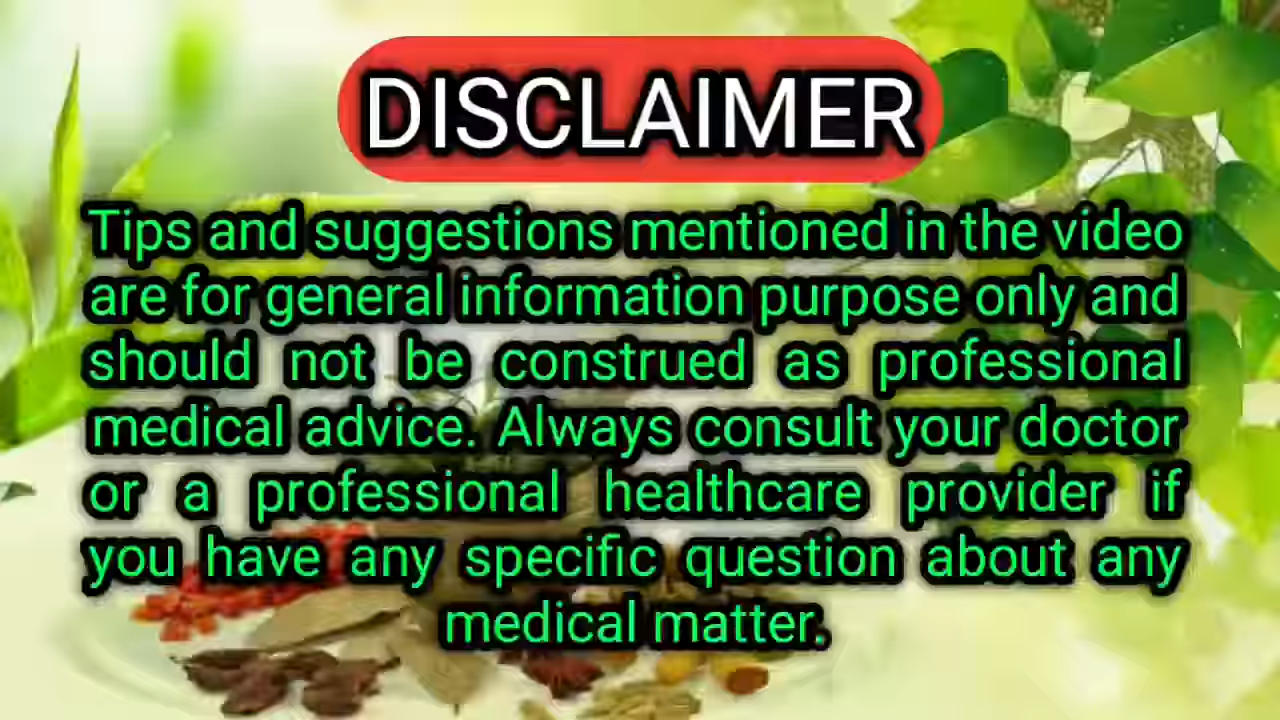 DISCLAIMER
Tips and suggestions mentioned in the video
are for general information purpose only and
should not be construed as professional
medical advice. Always consult your doctor
or a professional healthcare provider if
you have any specific question about any
medical matter.